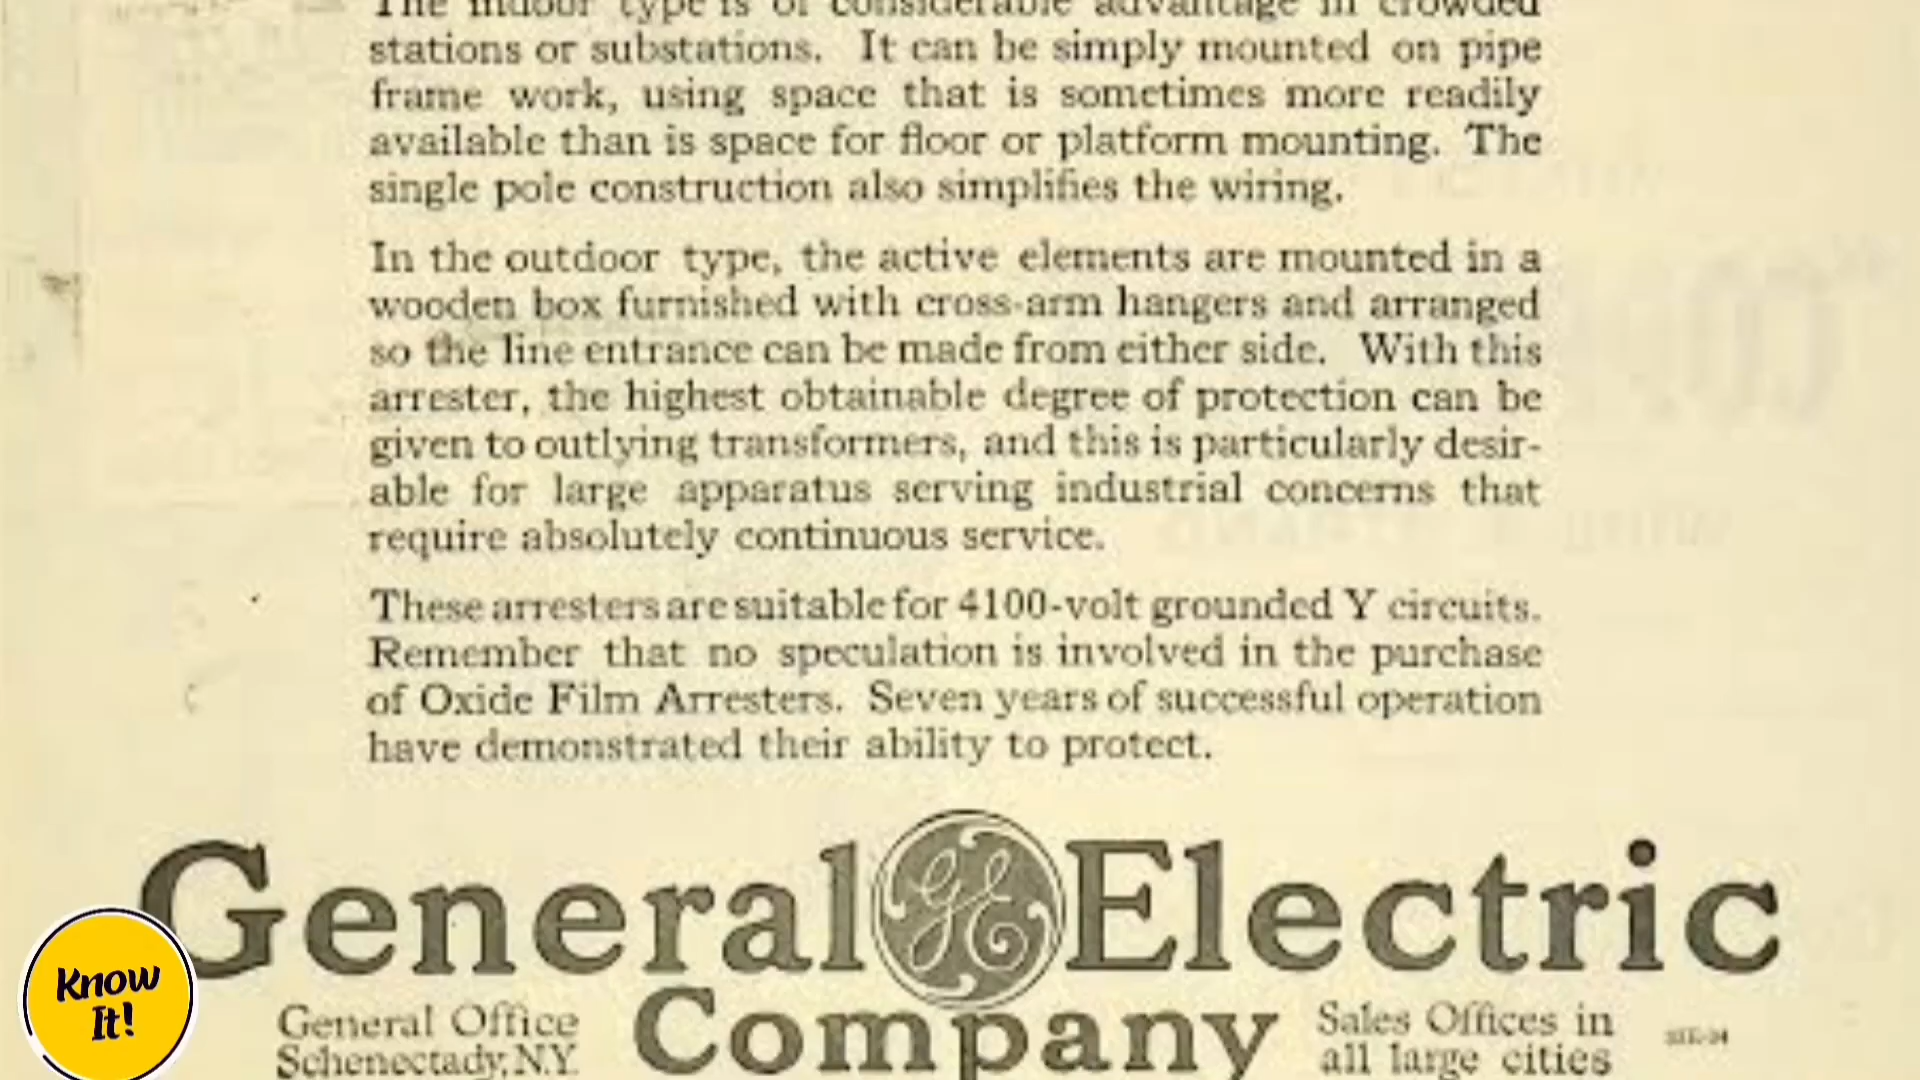 The indoor type is of considerable advantage in crowded
stations or substations. It can be simply mounted on pipe
frame work, using space that is sometimes more readily
available than is space for floor or platform mounting. The
single pole construction also simplifies the wiring.
In the outdoor type, the active elements are mounted in a
wooden box furnished with cross-arm hangers and arranged
so the line entrance can be made from either side. With this
arrester, the highest obtainable degree of protection can be
given to outlying transformers, and this is particularly desir-
able for large apparatus serving industrial concerns that
require absolutely continuous service.
These arresters are suitable for 4100-volt grounded Y circuits.
Remember that no speculation is involved in the purchase
of Oxide Film Arresters. Seven years of successful operation
have demonstrated their ability to protect.
General GE Electric
Company
General Office
Schenectady, N.Y.
Sales Offices in
all large cities
Know
It!